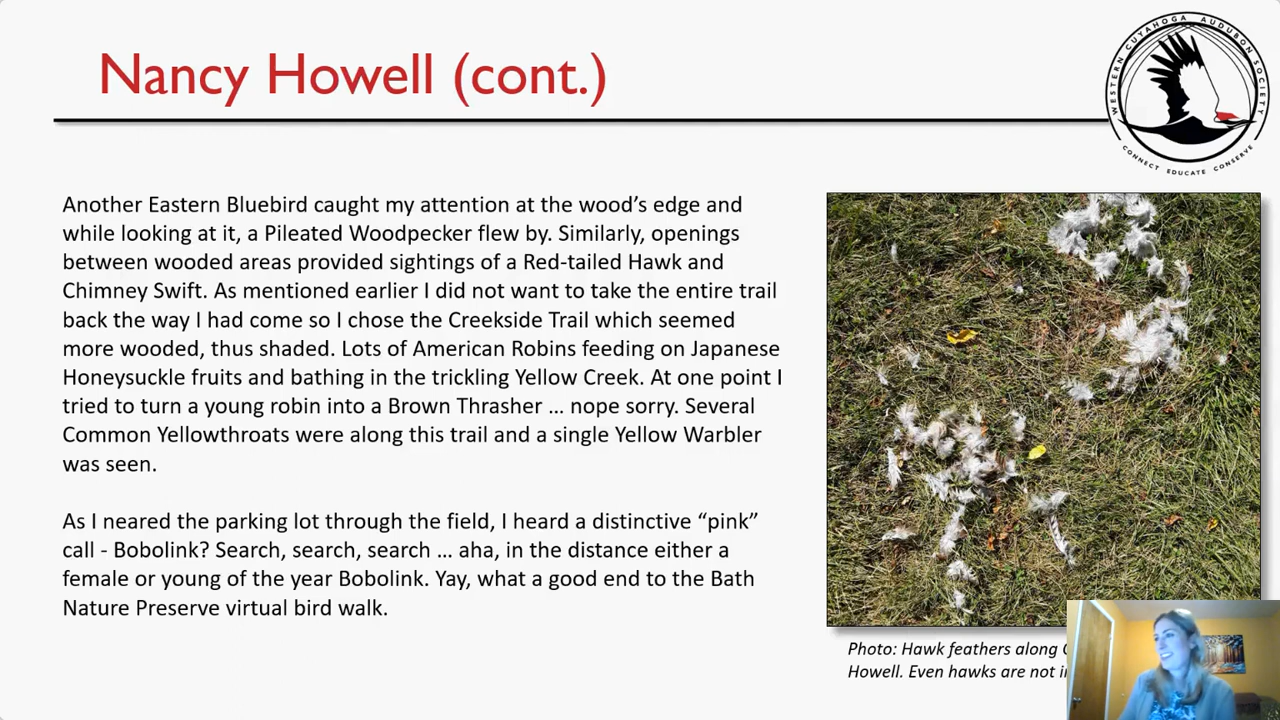 Nancy Howell (cont.)
WESTERN CUYAHOGA AUDUBON SOCIETY
CONNECT EDUCATE CONSERVE
Another Eastern Bluebird caught my attention at the wood’s edge and
while looking at it, a Pileated Woodpecker flew by. Similarly, openings
between wooded areas provided sightings of a Red-tailed Hawk and
Chimney Swift. As mentioned earlier I did not want to take the entire trail
back the way I had come so I chose the Creekside Trail which seemed
more wooded, thus shaded. Lots of American Robins feeding on Japanese
Honeysuckle fruits and bathing in the trickling Yellow Creek. At one point I
tried to turn a young robin into a Brown Thrasher … nope sorry. Several
Common Yellowthroats were along this trail and a single Yellow Warbler
was seen.
As I neared the parking lot through the field, I heard a distinctive “pink”
call - Bobolink? Search, search, search … aha, in the distance either a
female or young of the year Bobolink. Yay, what a good end to the Bath
Nature Preserve virtual bird walk.
Photo: Hawk feathers along
Howell. Even hawks are not